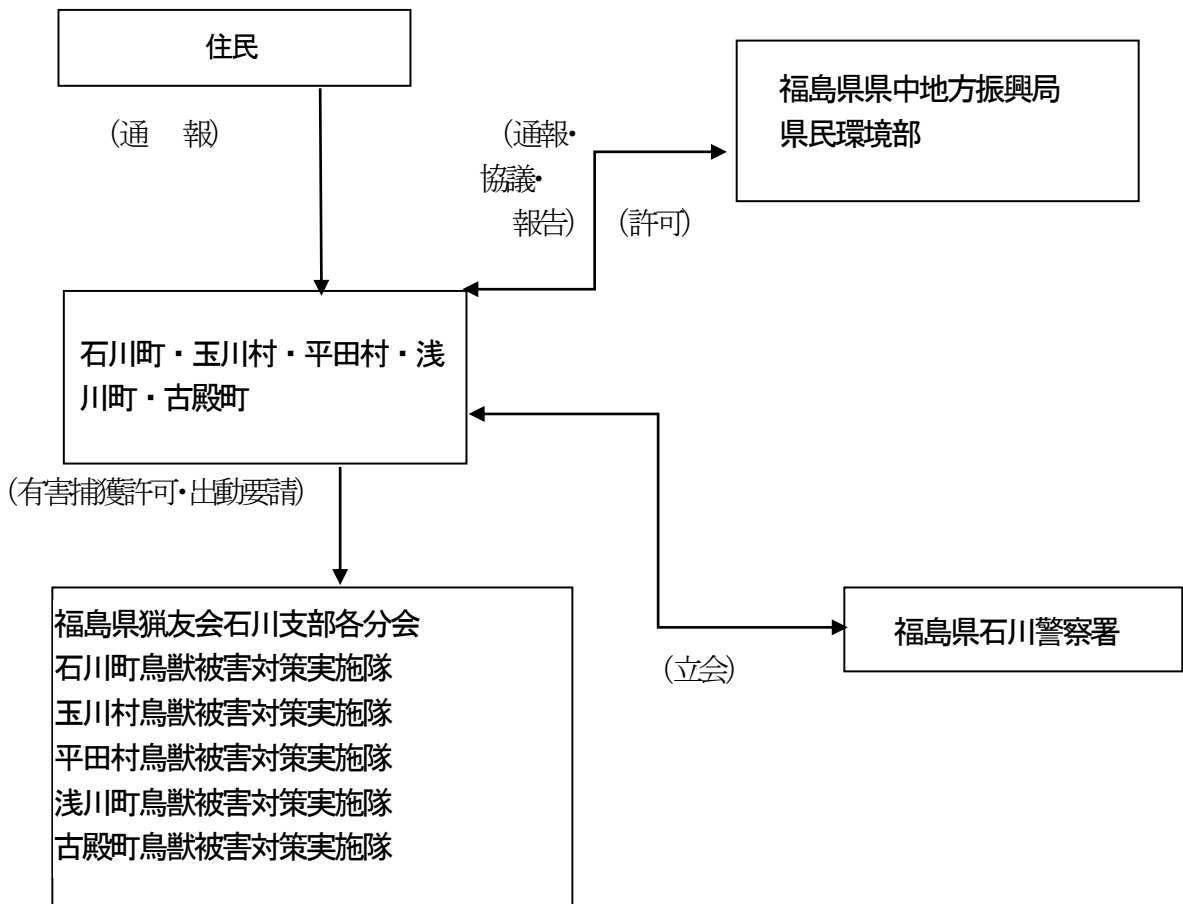 住民
福島県県中地方振興局
県民環境部
(通　報)
(通報・
協議・
報告)
(許可)
石川町・玉川村・平田村・浅
川町・古殿町
(有害捕獲許可・出動要請)
福島県猟友会石川支部各分会
石川町鳥獣被害対策実施隊
玉川村鳥獣被害対策実施隊
平田村鳥獣被害対策実施隊
浅川町鳥獣被害対策実施隊
古殿町鳥獣被害対策実施隊
福島県石川警察署
(立会)